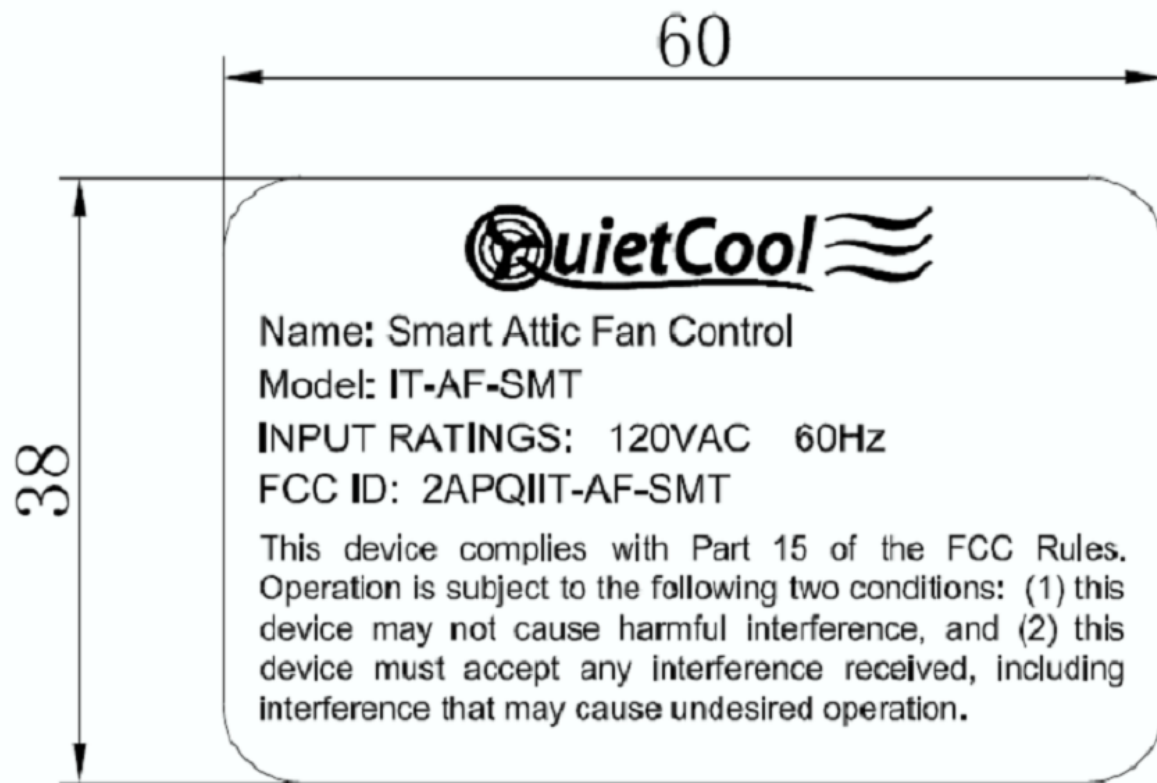 60
38
QuietCool
Name: Smart Attic Fan Control
Model: IT-AF-SMT
INPUT RATINGS: 120VAC 60Hz
FCC ID: 2APQIIT-AF-SMT
This device complies with Part 15 of the FCC Rules.
Operation is subject to the following two conditions: (1) this
device may not cause harmful interference, and (2) this
device must accept any interference received, including
interference that may cause undesired operation.